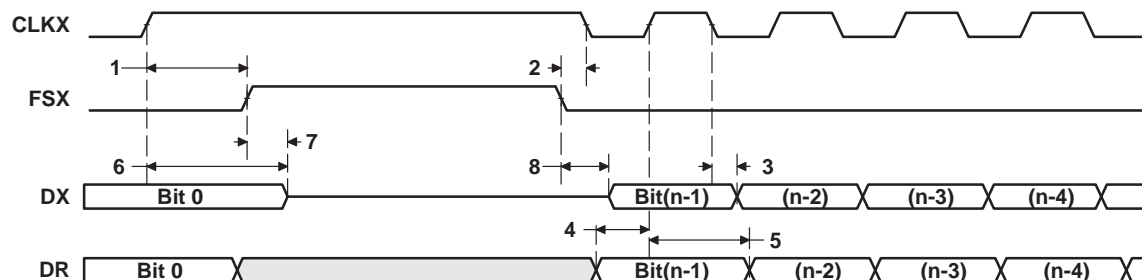 CLKX
1 2
FSX
7
6 8 3
DX Bit 0 Bit(n-1) (n-2) (n-3) (n-4)
4 5
DR Bit 0 Bit(n-1) (n-2) (n-3) (n-4)